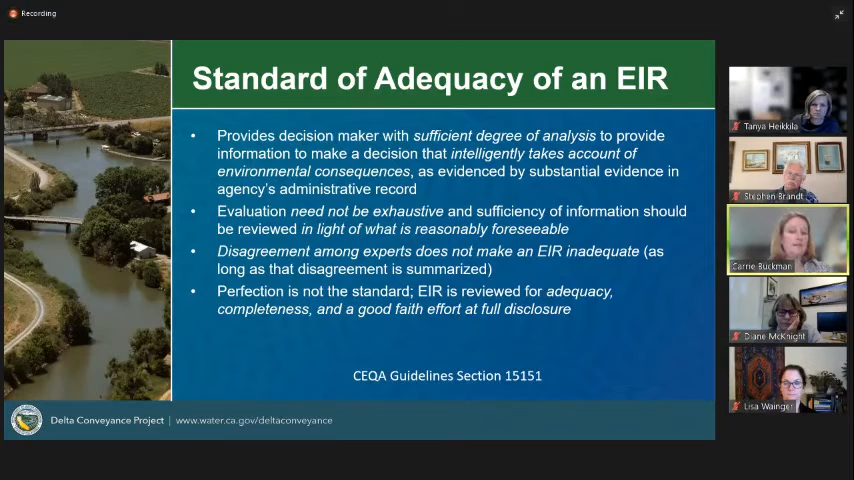 Recording
Standard of Adequacy of an EIR
• Provides decision maker with sufficient degree of analysis to provide
information to make a decision that intelligently takes account of
environmental consequences, as evidenced by substantial evidence in
agency's administrative record
• Evaluation need not be exhaustive and sufficiency of information should
be reviewed in light of what is reasonably foreseeable
• Disagreement among experts does not make an EIR inadequate (as
long as that disagreement is summarized)
• Perfection is not the standard; EIR is reviewed for adequacy,
completeness, and a good faith effort at full disclosure
CEQA Guidelines Section 15151
Delta Conveyance Project | www.water.ca.gov/deltaconveyance
Tanya Heikkila
Stephen Brandt
Carrie Buckman
Diane McKnight
Lisa Wainger